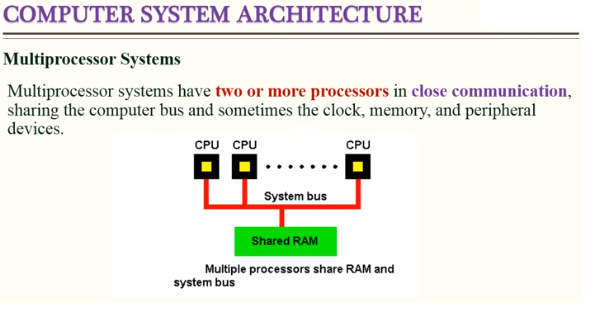 COMPUTER SYSTEM ARCHITECTURE
Multiprocessor Systems
Multiprocessor systems have two or more processors in close communication,
sharing the computer bus and sometimes the clock, memory, and peripheral
devices.
CPU CPU CPU
System bus
Shared RAM
Multiple processors share RAM and
system bus